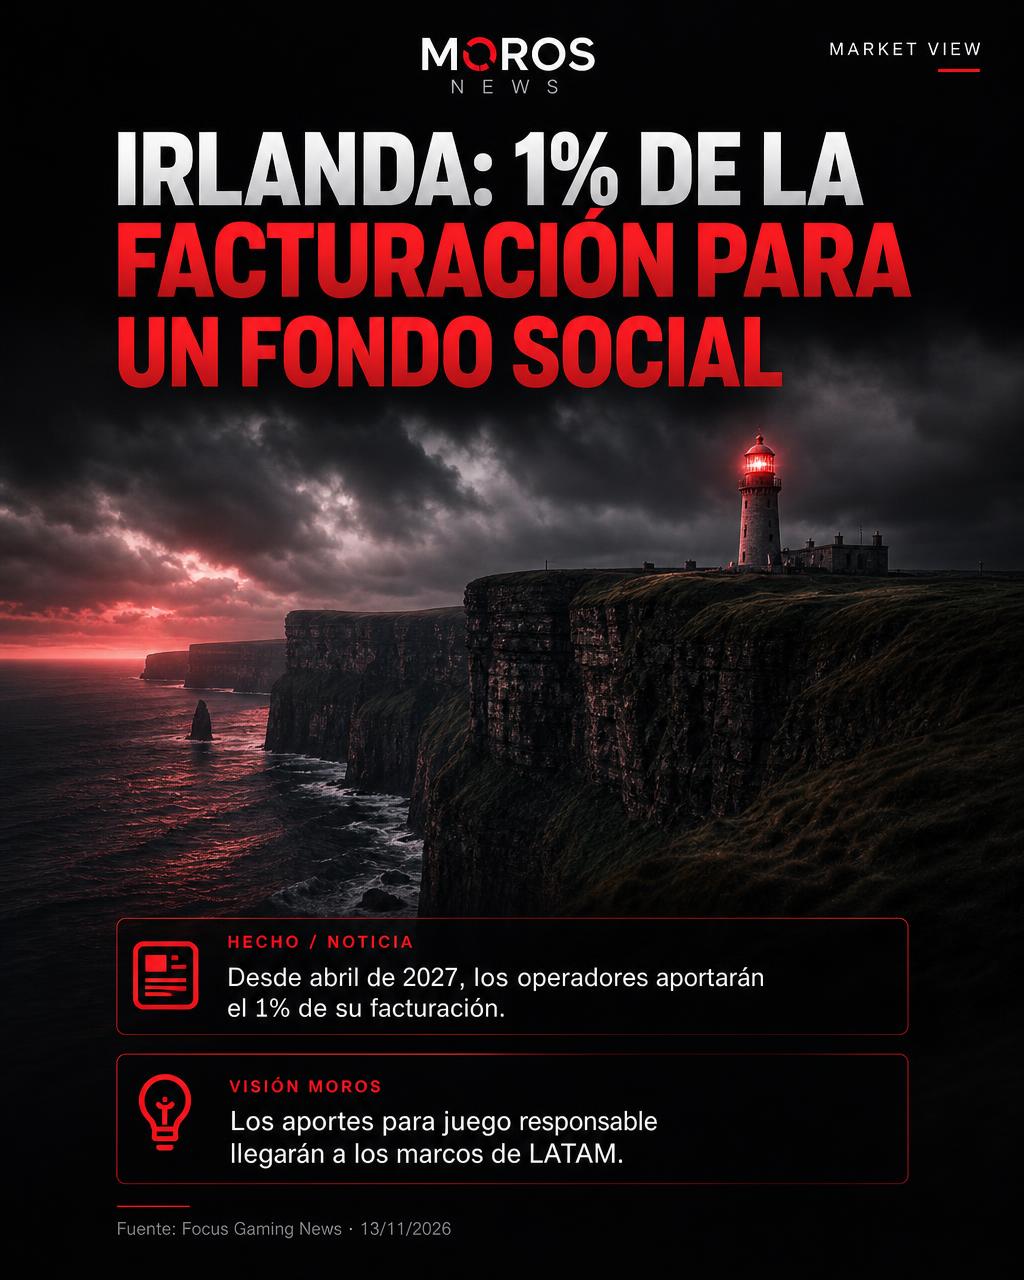 MOROS
NEWS
MARKET VIEW
IRLANDA: 1% DE LA
FACTURACIÓN PARA
UN FONDO SOCIAL
HECHO / NOTICIA
Desde abril de 2027, los operadores aportarán
el 1% de su facturación.
VISIÓN MOROS
Los aportes para juego responsable
llegarán a los marcos de LATAM.
Fuente: Focus Gaming News · 13/11/2026